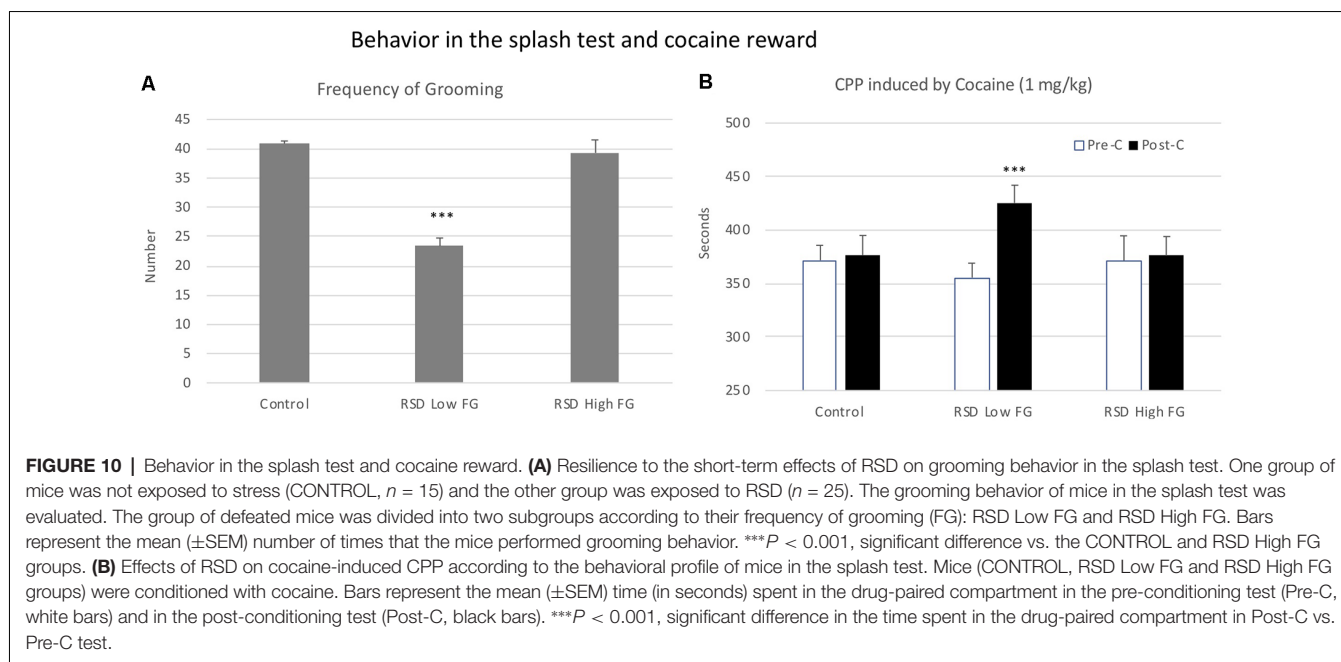 Behavior in the splash test and cocaine reward
A
Frequency of Grooming
45
40
35
30
25
20
15
10
5
0
Number
***
Control
RSD Low FG
RSD High FG
B
CPP induced by Cocaine (1 mg/kg)
500
450
400
350
300
250
Seconds
Pre-C Post-C
***
Control
RSD Low FG
RSD High FG
FIGURE 10 | Behavior in the splash test and cocaine reward. (A) Resilience to the short-term effects of RSD on grooming behavior in the splash test. One group of
mice was not exposed to stress (CONTROL, n = 15) and the other group was exposed to RSD (n = 25). The grooming behavior of mice in the splash test was
evaluated. The group of defeated mice was divided into two subgroups according to their frequency of grooming (FG): RSD Low FG and RSD High FG. Bars
represent the mean (±SEM) number of times that the mice performed grooming behavior. ***P < 0.001, significant difference vs. the CONTROL and RSD High FG
groups. (B) Effects of RSD on cocaine-induced CPP according to the behavioral profile of mice in the splash test. Mice (CONTROL, RSD Low FG and RSD High FG
groups) were conditioned with cocaine. Bars represent the mean (±SEM) time (in seconds) spent in the drug-paired compartment in the pre-conditioning test (Pre-C,
white bars) and in the post-conditioning test (Post-C, black bars). ***P < 0.001, significant difference in the time spent in the drug-paired compartment in Post-C vs.
Pre-C test.